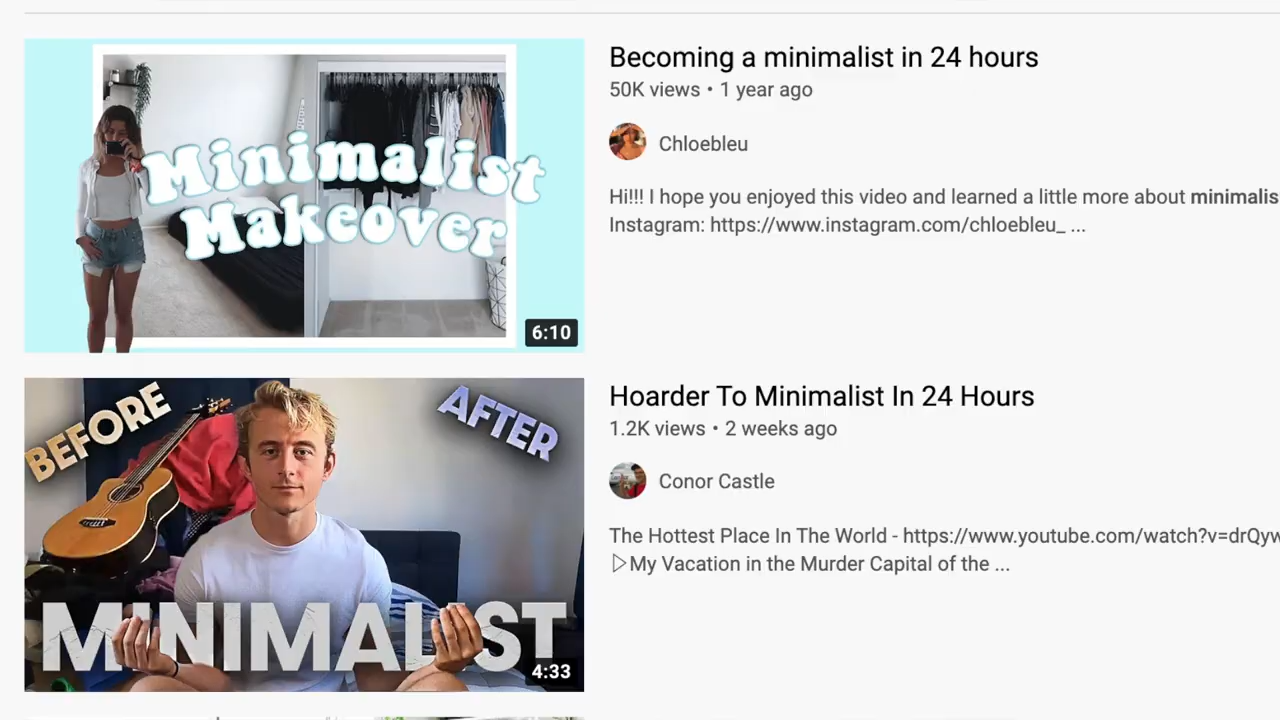 Minimalist
Makeover
6:10
Becoming a minimalist in 24 hours
50K views • 1 year ago
Chloebleu
Hi!!! I hope you enjoyed this video and learned a little more about minimalis
Instagram: https://www.instagram.com/chloebleu_ ...
BEFORE
AFTER
MINIMALIST
4:33
Hoarder To Minimalist In 24 Hours
1.2K views • 2 weeks ago
Conor Castle
The Hottest Place In The World - https://www.youtube.com/watch?v=drQyw
▷My Vacation in the Murder Capital of the ...